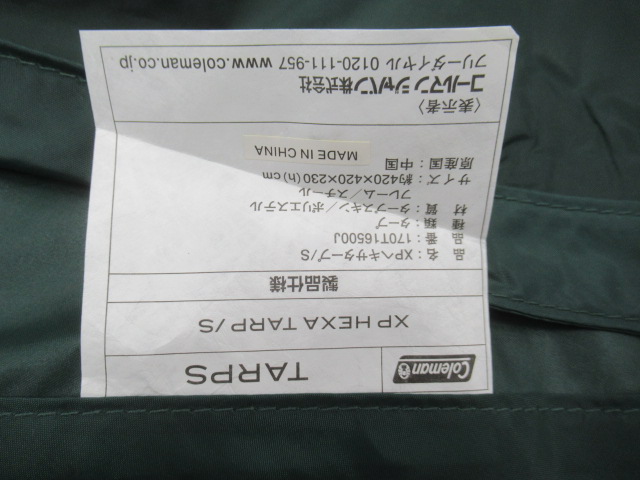 Coleman
TARPS
XP HEXA TARP/S
製品仕様
品 名：XPヘキサタープ/S
品 番：170T16500J
種 類：タープ
材 質：タープスキン/ポリエステル
フレーム/スチール
サイズ：約420×420×230(h)cm
原産国：中国
MADE IN CHINA
〈表示者〉
コールマン ジャパン株式会社
フリーダイヤル 0120-111-957 www.coleman.co.jp